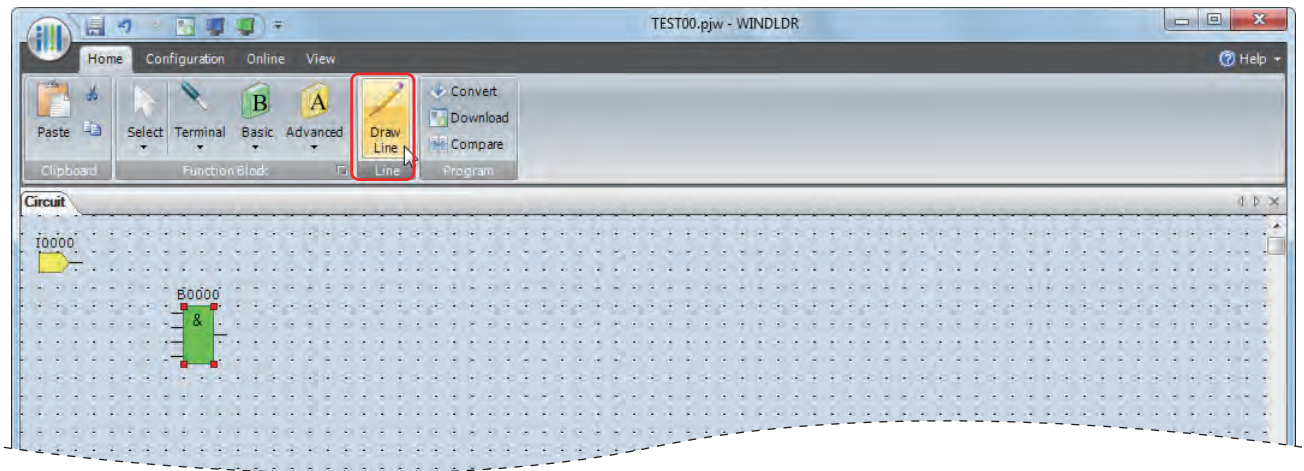 TEST00.pjw - WINDLDR
Home Configuration Online View Help
Paste
Select Terminal Basic Advanced
B A
Draw Line
Convert
Download
Compare
Clipboard Function Block Line Program
Circuit
I0000
B0000
&